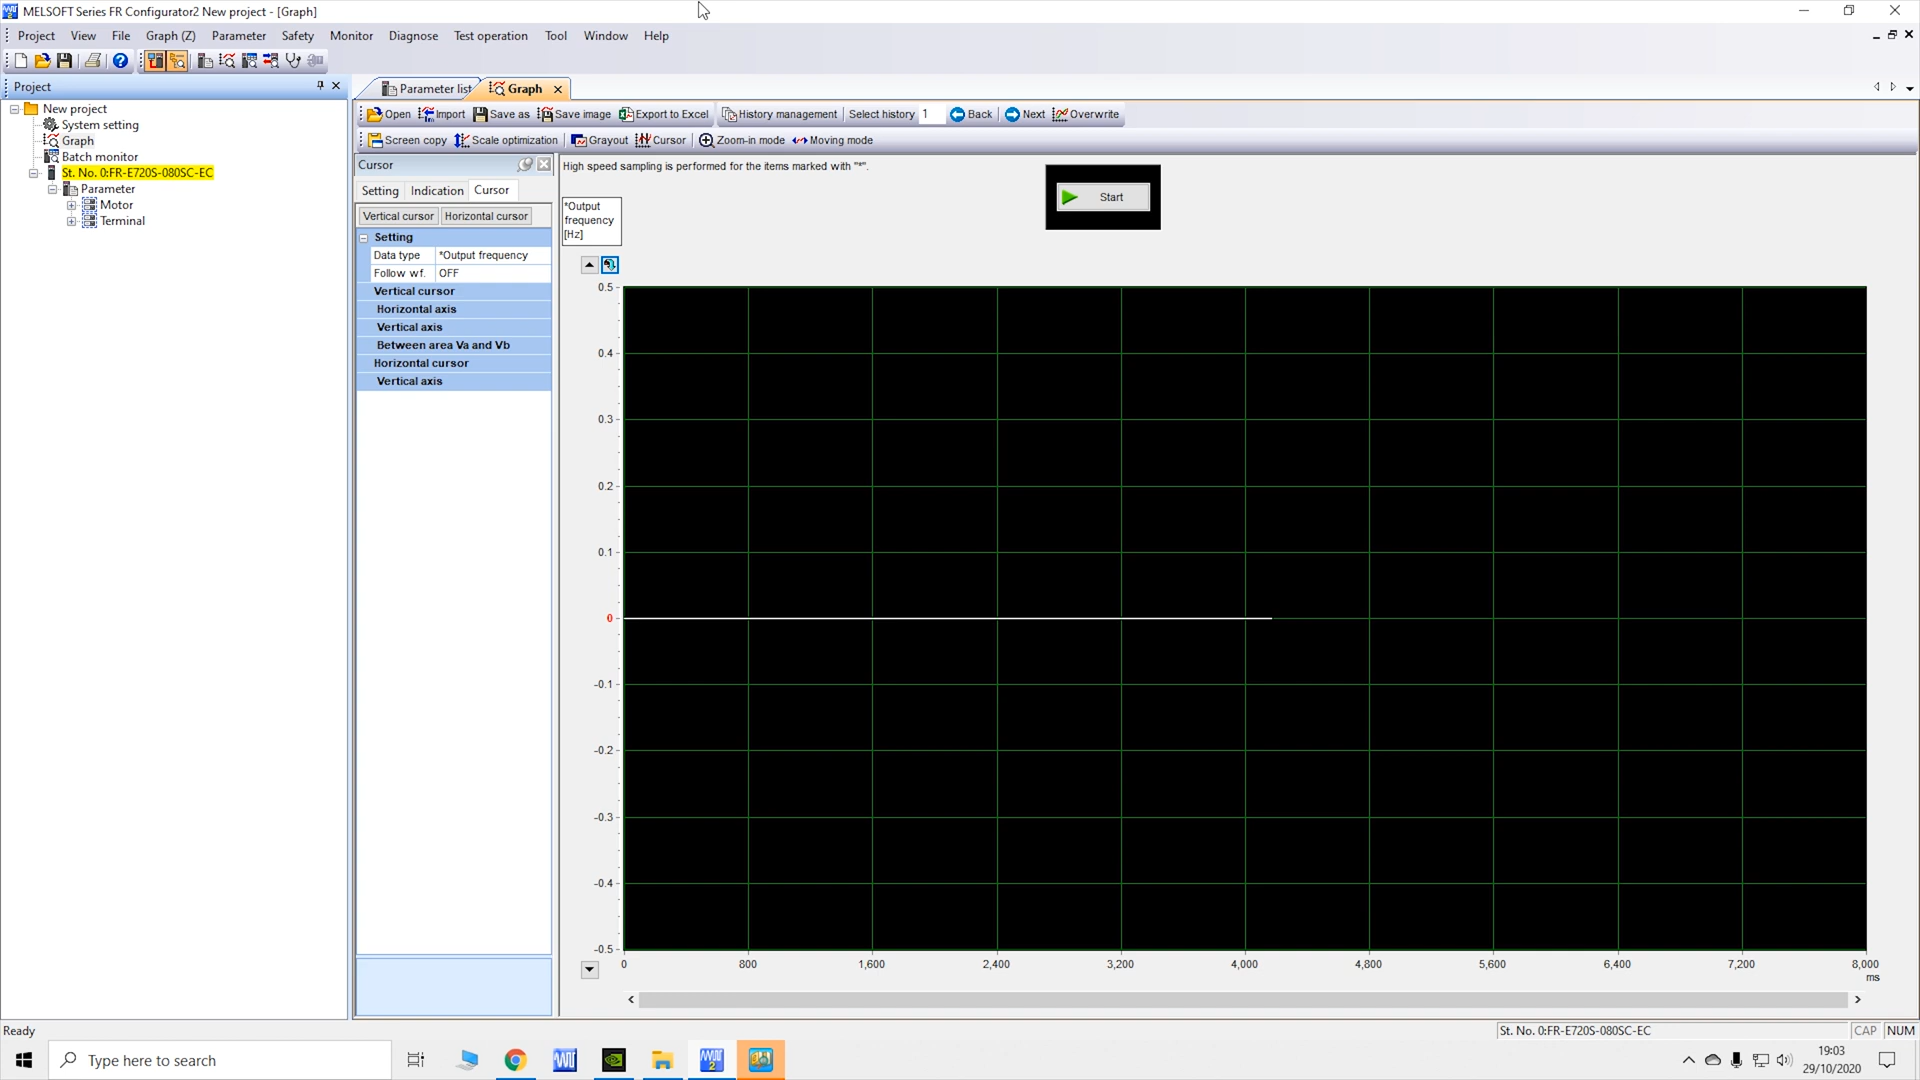 MELSOFT Series FR Configurator2 New project - [Graph]
Project View File Graph (Z) Parameter Safety Monitor Diagnose Test operation Tool Window Help
Project
New project
System setting
Graph
Batch monitor
St. No. 0:FR-E720S-080SC-EC
Parameter
Motor
Terminal
Parameter list Graph
Open Import Save as Save image Export to Excel History management Select history 1 Back Next Overwrite
Screen copy Scale optimization Grayout Cursor Zoom-in mode Moving mode
Cursor
Setting Indication Cursor
Vertical cursor Horizontal cursor
Setting
Data type *Output frequency
Follow wf. OFF
Vertical cursor
Horizontal axis
Vertical axis
Between area Va and Vb
Horizontal cursor
Vertical axis
High speed sampling is performed for the items marked with "*".
Start
*Output
frequency
[Hz]
0.5
0.4
0.3
0.2
0.1
0
-0.1
-0.2
-0.3
-0.4
-0.5
0 800 1,600 2,400 3,200 4,000 4,800 5,600 6,400 7,200 8,000
ms
Ready
St. No. 0:FR-E720S-080SC-EC CAP NUM
Type here to search
19:03
29/10/2020